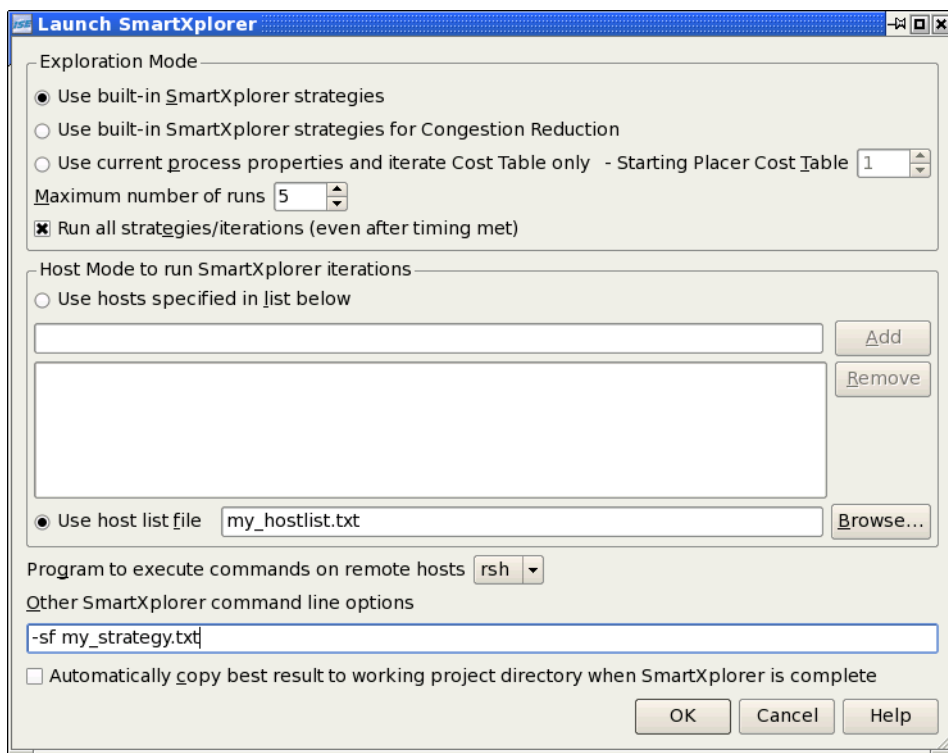 ISE Launch SmartXplorer
Exploration Mode
Use built-in SmartXplorer strategies
Use built-in SmartXplorer strategies for Congestion Reduction
Use current process properties and iterate Cost Table only - Starting Placer Cost Table 1
Maximum number of runs 5
Run all strategies/iterations (even after timing met)
Host Mode to run SmartXplorer iterations
Use hosts specified in list below
Add
Remove
Use host list file my_hostlist.txt Browse...
Program to execute commands on remote hosts rsh
Other SmartXplorer command line options
-sf my_strategy.txt
Automatically copy best result to working project directory when SmartXplorer is complete
OK Cancel Help